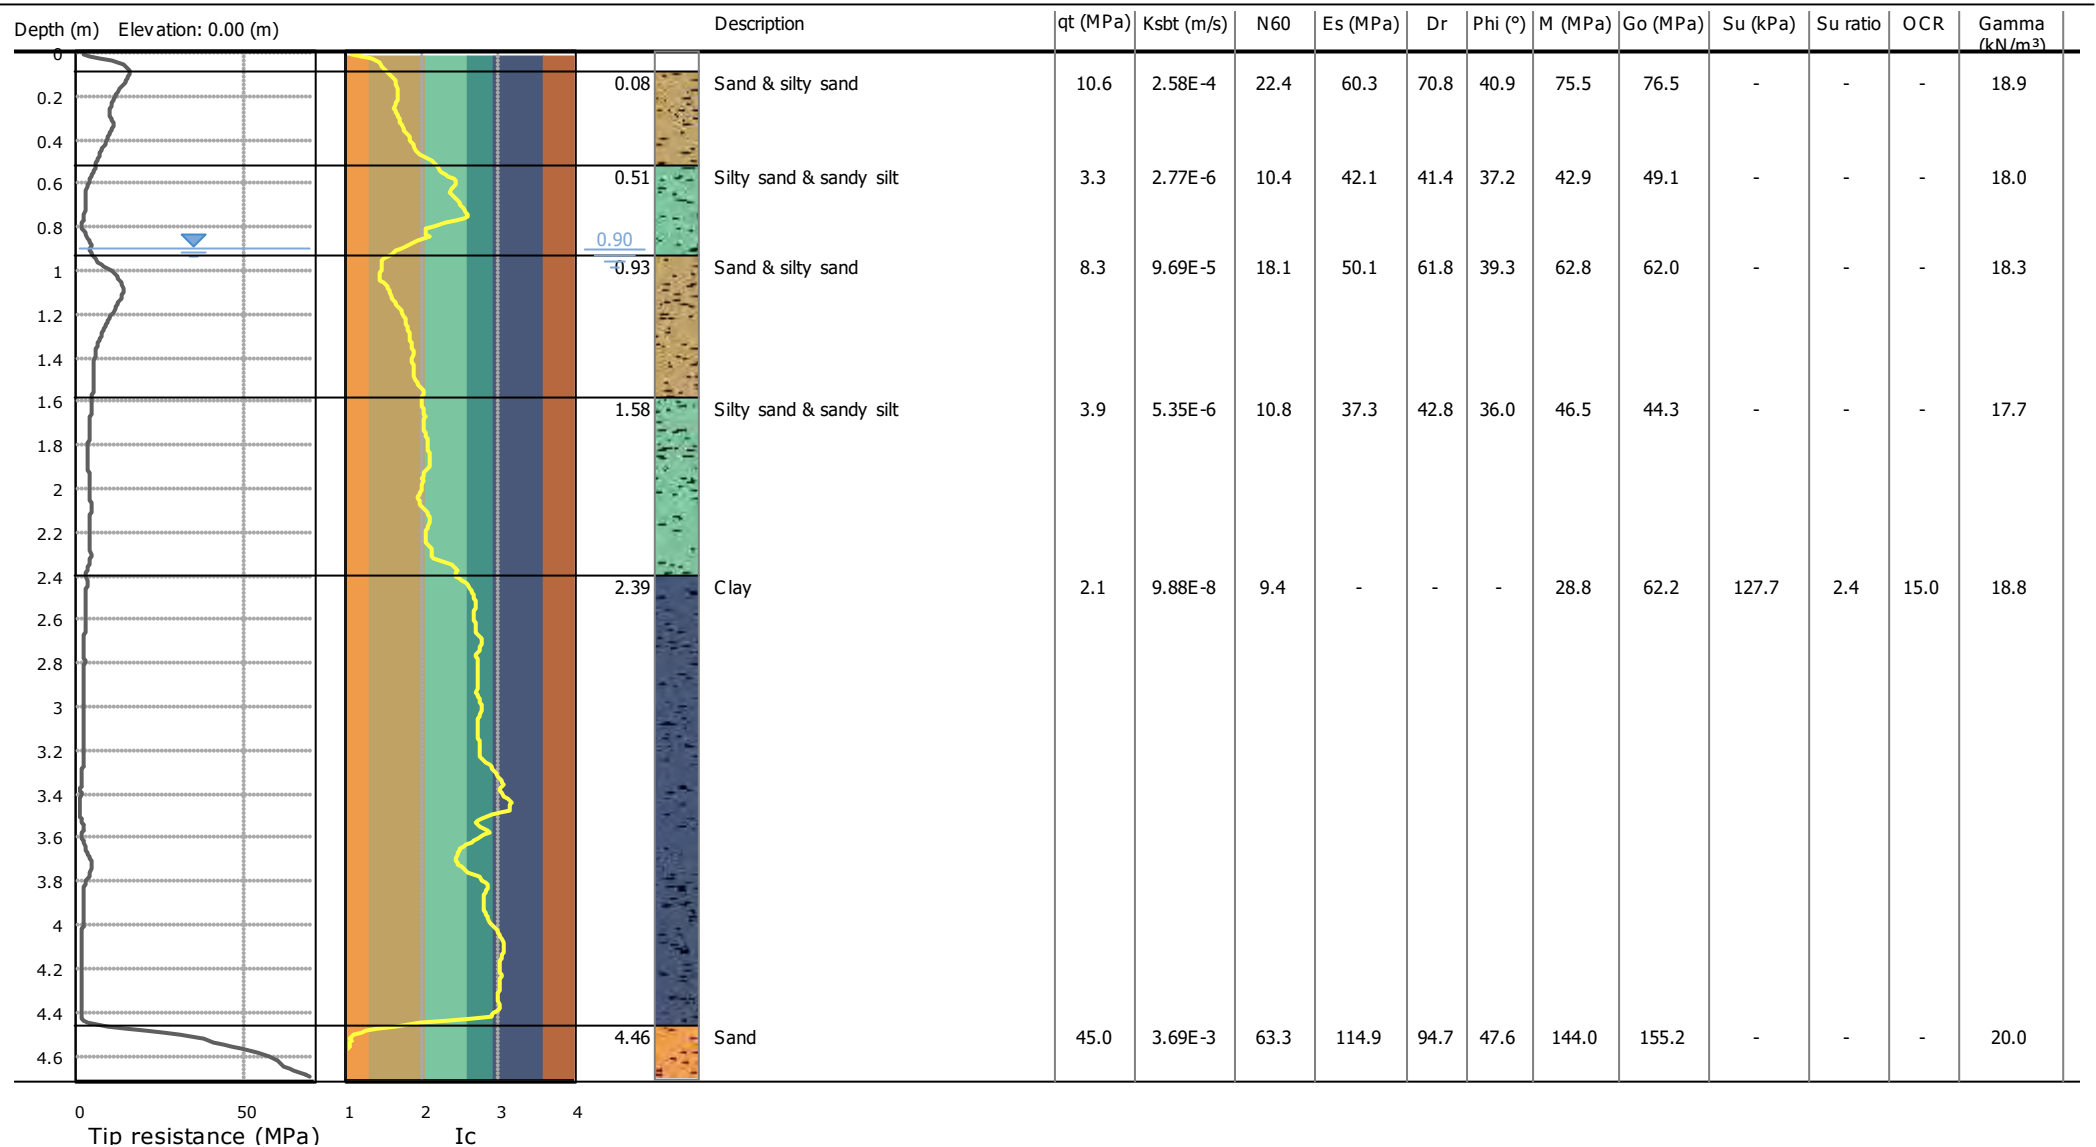 Depth (m) Elevation: 0.00 (m) Description qt (MPa) Ksbt (m/s) N60 Es (MPa) Dr Phi (°) M (MPa) Go (MPa) Su (kPa) Su ratio OCR Gamma (kN/m³)
0
0.08 Sand & silty sand 10.6 2.58E-4 22.4 60.3 70.8 40.9 75.5 76.5 - - - 18.9
0.2
0.4
0.51 Silty sand & sandy silt 3.3 2.77E-6 10.4 42.1 41.4 37.2 42.9 49.1 - - - 18.0
0.6
0.8
0.90
0.93 Sand & silty sand 8.3 9.69E-5 18.1 50.1 61.8 39.3 62.8 62.0 - - - 18.3
1
1.2
1.4
1.6
1.58 Silty sand & sandy silt 3.9 5.35E-6 10.8 37.3 42.8 36.0 46.5 44.3 - - - 17.7
1.8
2
2.2
2.4
2.39 Clay 2.1 9.88E-8 9.4 - - - 28.8 62.2 127.7 2.4 15.0 18.8
2.6
2.8
3
3.2
3.4
3.6
3.8
4
4.2
4.4
4.46 Sand 45.0 3.69E-3 63.3 114.9 94.7 47.6 144.0 155.2 - - - 20.0
4.6
0 50 1 2 3 4
Tip resistance (MPa) Ic